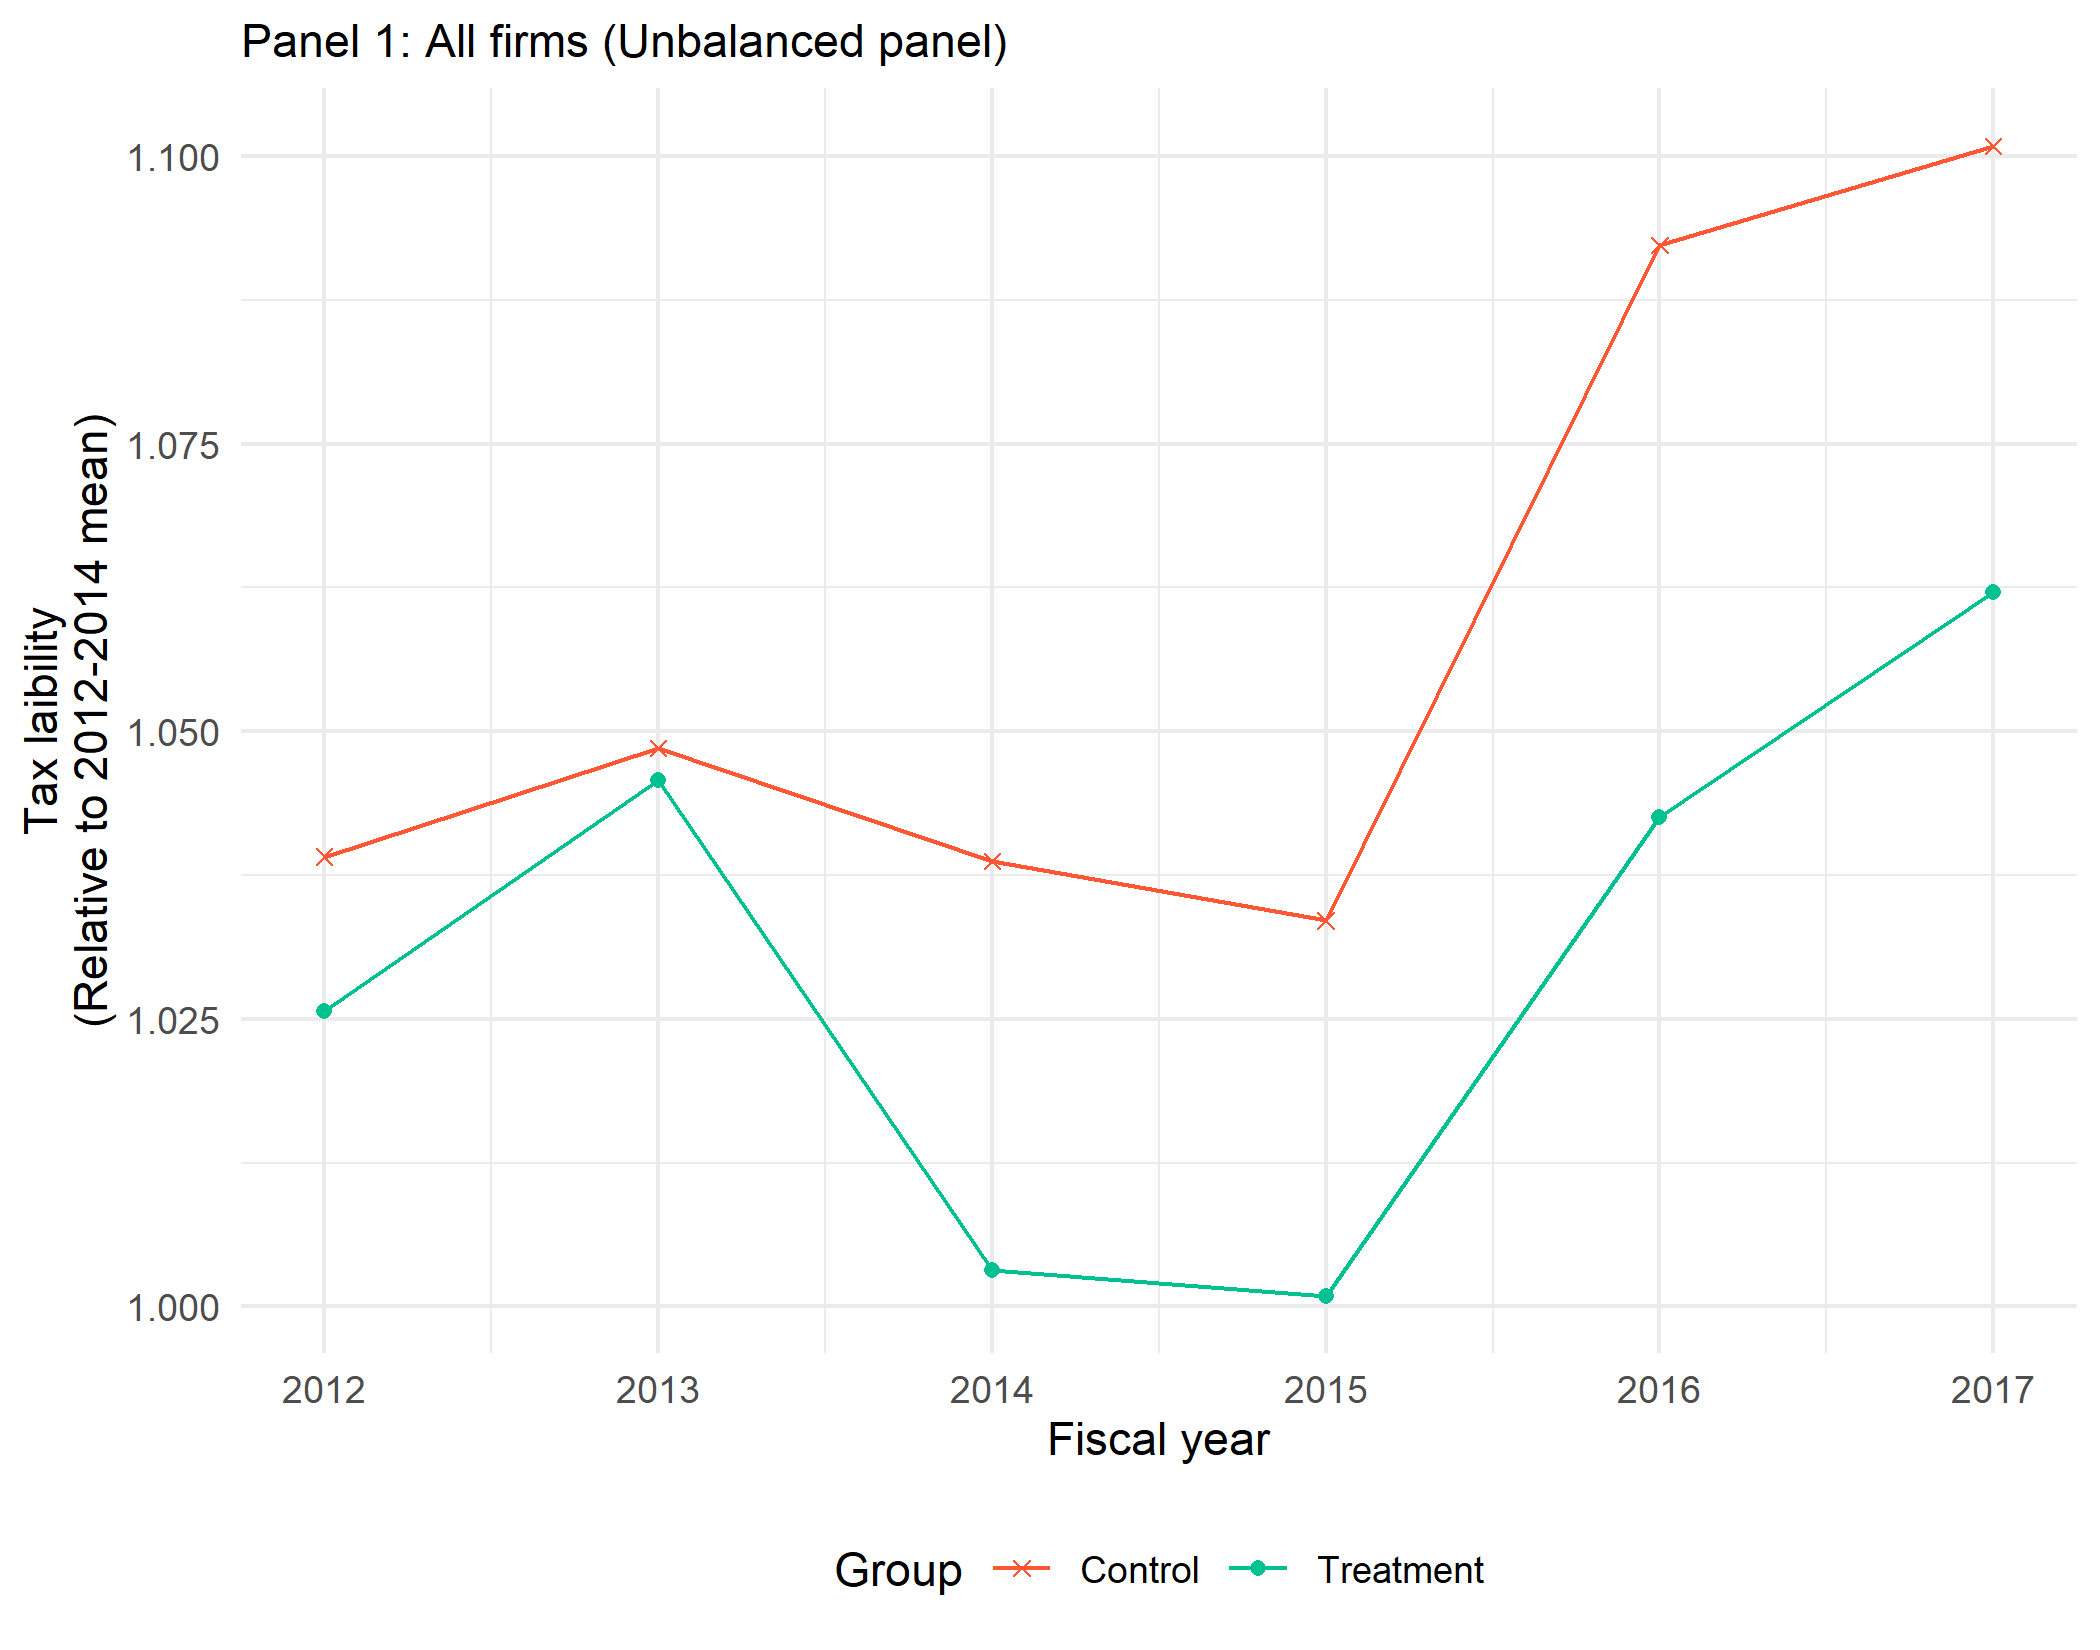 Panel 1: All firms (Unbalanced panel)
Tax laibility
(Relative to 2012-2014 mean)
1.100
1.075
1.050
1.025
1.000
2012 2013 2014 2015 2016 2017
Fiscal year
Group Control Treatment